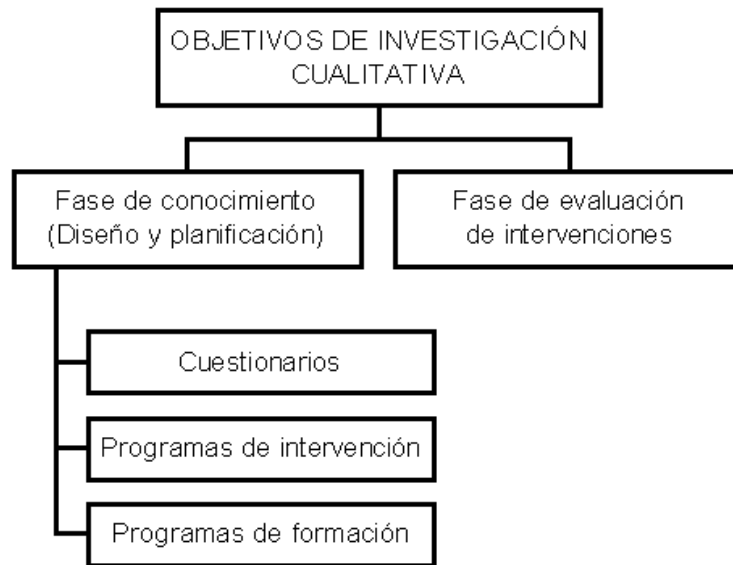 OBJETIVOS DE INVESTIGACIÓN
CUALITATIVA
Fase de conocimiento
(Diseño y planificación)
Fase de evaluación
de intervenciones
Cuestionarios
Programas de intervención
Programas de formación